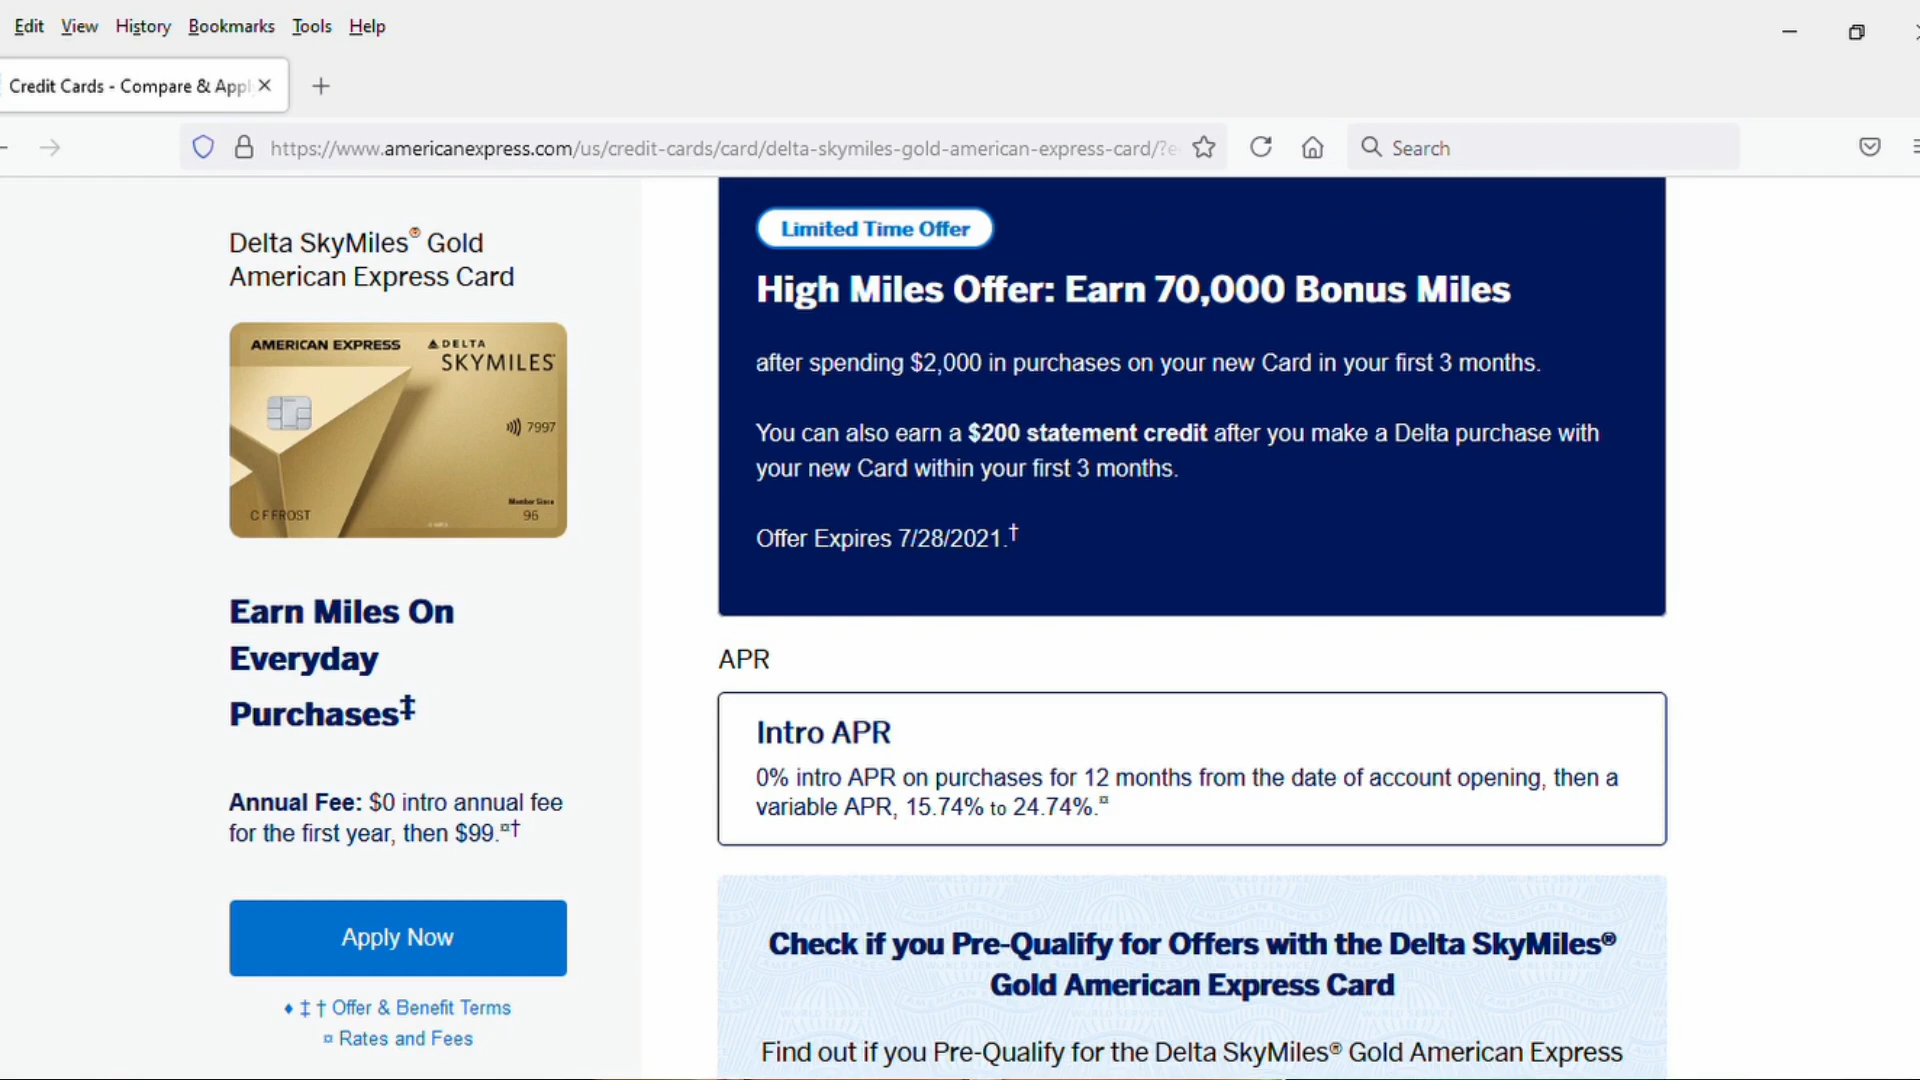 Edit View History Bookmarks Tools Help
Credit Cards - Compare & Appl
https://www.americanexpress.com/us/credit-cards/card/delta-skymiles-gold-american-express-card/?e
Search
Delta SkyMiles® Gold
American Express Card
AMERICAN EXPRESS
DELTA
SKYMILES
7997
Member Since
96
C F FROST
Earn Miles On
Everyday
Purchases‡
Annual Fee: $0 intro annual fee
for the first year, then $99.¤†
Apply Now
♦ ‡ † Offer & Benefit Terms
¤ Rates and Fees
Limited Time Offer
High Miles Offer: Earn 70,000 Bonus Miles
after spending $2,000 in purchases on your new Card in your first 3 months.
You can also earn a $200 statement credit after you make a Delta purchase with
your new Card within your first 3 months.
Offer Expires 7/28/2021.†
APR
Intro APR
0% intro APR on purchases for 12 months from the date of account opening, then a
variable APR, 15.74% to 24.74%.¤
Check if you Pre-Qualify for Offers with the Delta SkyMiles®
Gold American Express Card
Find out if you Pre-Qualify for the Delta SkyMiles® Gold American Express